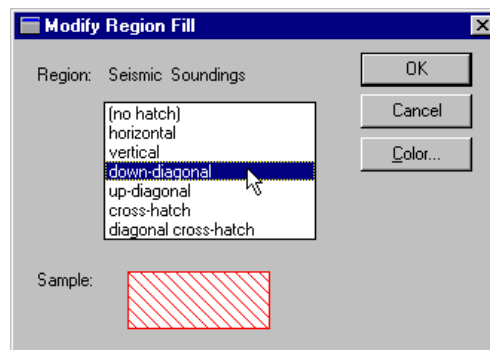 Modify Region Fill
Region: Seismic Soundings
OK
(no hatch)
horizontal
vertical
down-diagonal
up-diagonal
cross-hatch
diagonal cross-hatch
Cancel
Color...
Sample: